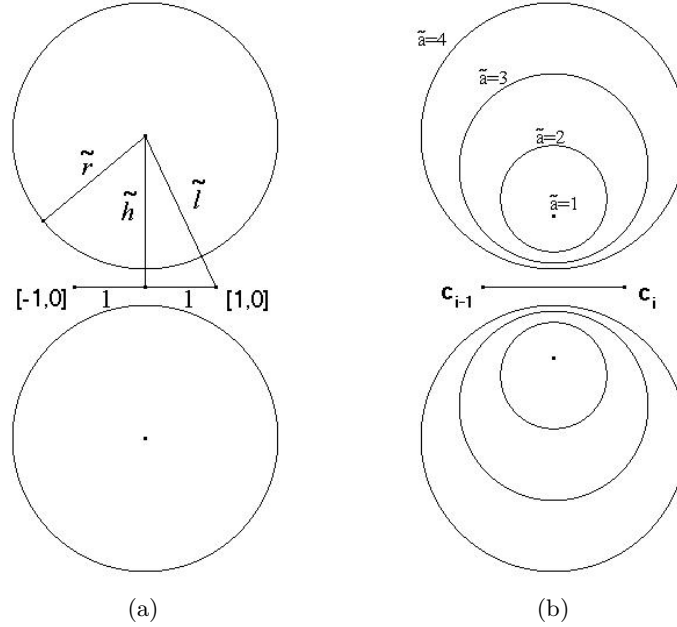 ã=4
ã=3
ã=2
ã=1
r̃
h̃
l̃
[-1,0] 1 1 [1,0]
c_{i-1} c_i
(a) (b)